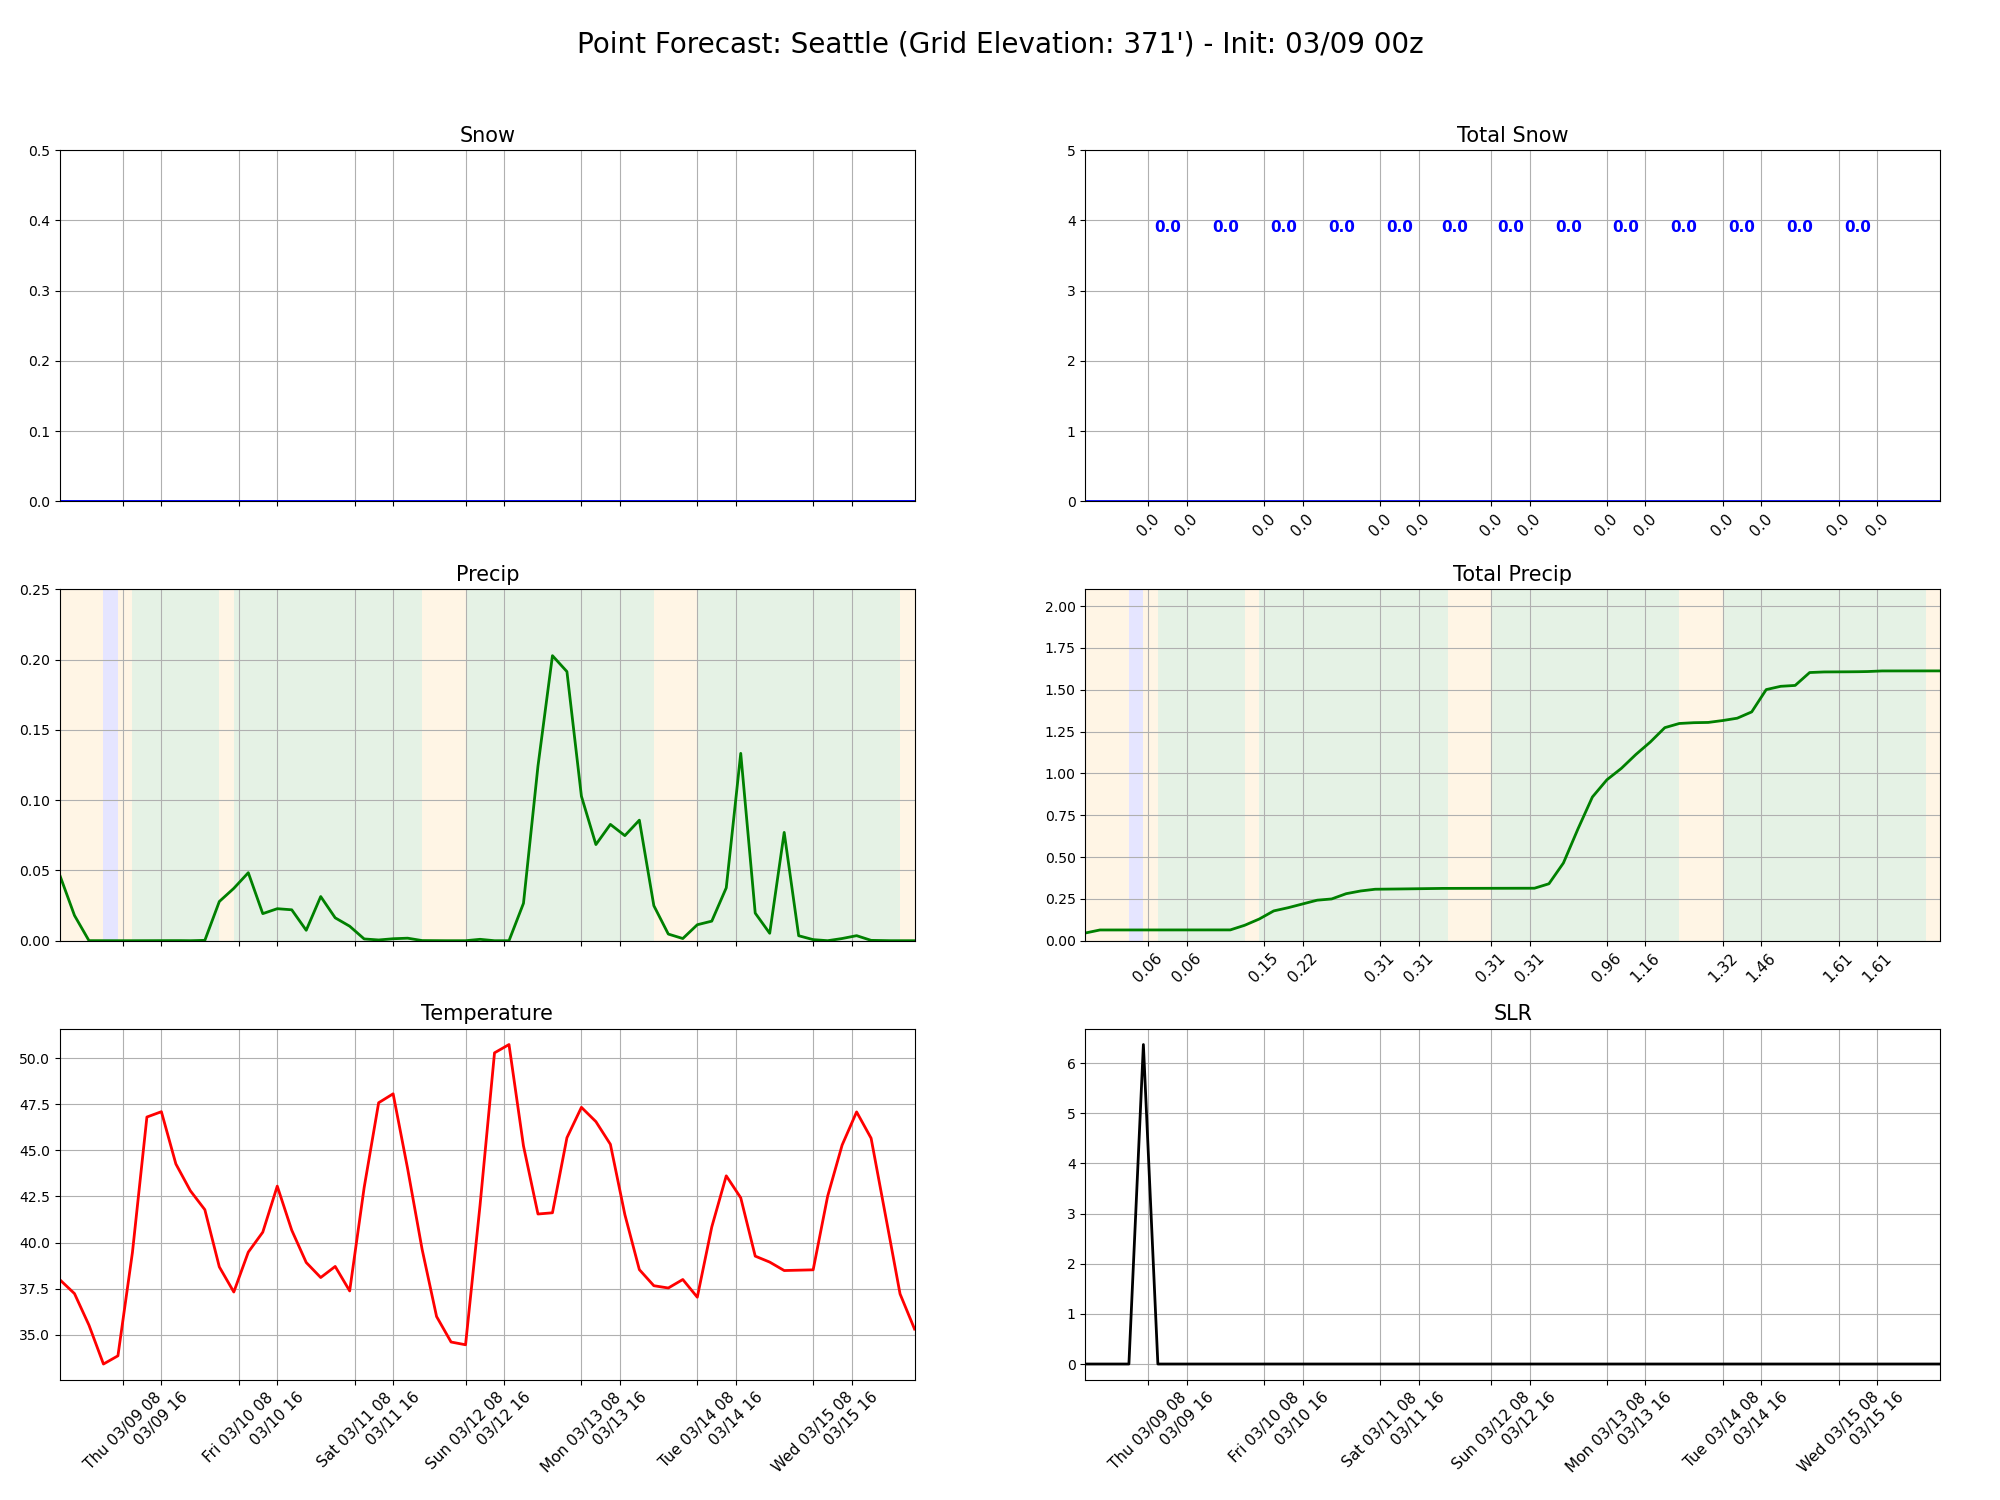 Point Forecast: Seattle (Grid Elevation: 371') - Init: 03/09 00z
Snow
0.5
0.4
0.3
0.2
0.1
0.0
Total Snow
5
4
3
2
1
0
0.0 0.0 0.0 0.0 0.0 0.0 0.0 0.0 0.0 0.0 0.0 0.0 0.0
0.0 0.0 0.0 0.0 0.0 0.0 0.0 0.0 0.0 0.0 0.0 0.0 0.0 0.0
Precip
0.25
0.20
0.15
0.10
0.05
0.00
Total Precip
2.00
1.75
1.50
1.25
1.00
0.75
0.50
0.25
0.00
0.06 0.06 0.15 0.22 0.31 0.31 0.31 0.31 0.96 1.16 1.32 1.46 1.61 1.61
Temperature
50.0
47.5
45.0
42.5
40.0
37.5
35.0
Thu 03/09 08
03/09 16
Fri 03/10 08
03/10 16
Sat 03/11 08
03/11 16
Sun 03/12 08
03/12 16
Mon 03/13 08
03/13 16
Tue 03/14 08
03/14 16
Wed 03/15 08
03/15 16
SLR
6
5
4
3
2
1
0
Thu 03/09 08
03/09 16
Fri 03/10 08
03/10 16
Sat 03/11 08
03/11 16
Sun 03/12 08
03/12 16
Mon 03/13 08
03/13 16
Tue 03/14 08
03/14 16
Wed 03/15 08
03/15 16